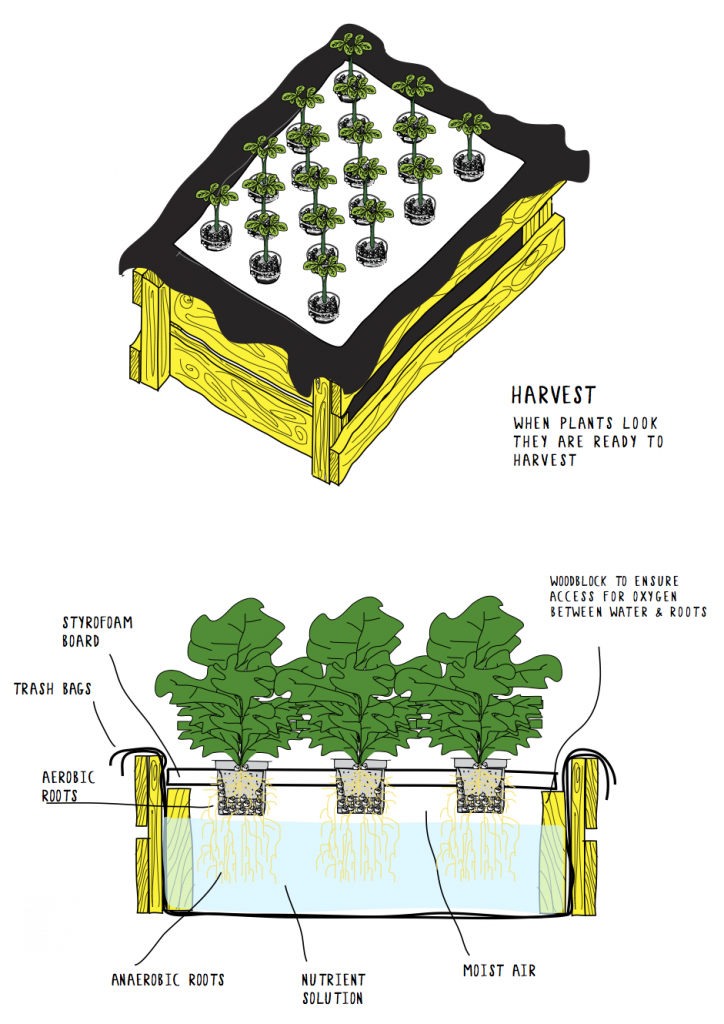 HARVEST
WHEN PLANTS LOOK
THEY ARE READY TO
HARVEST
WOODBLOCK TO ENSURE
ACCESS FOR OXYGEN
BETWEEN WATER & ROOTS
STYROFOAM
BOARD
TRASH BAGS
AEROBIC
ROOTS
ANAEROBIC ROOTS
NUTRIENT
SOLUTION
MOIST AIR